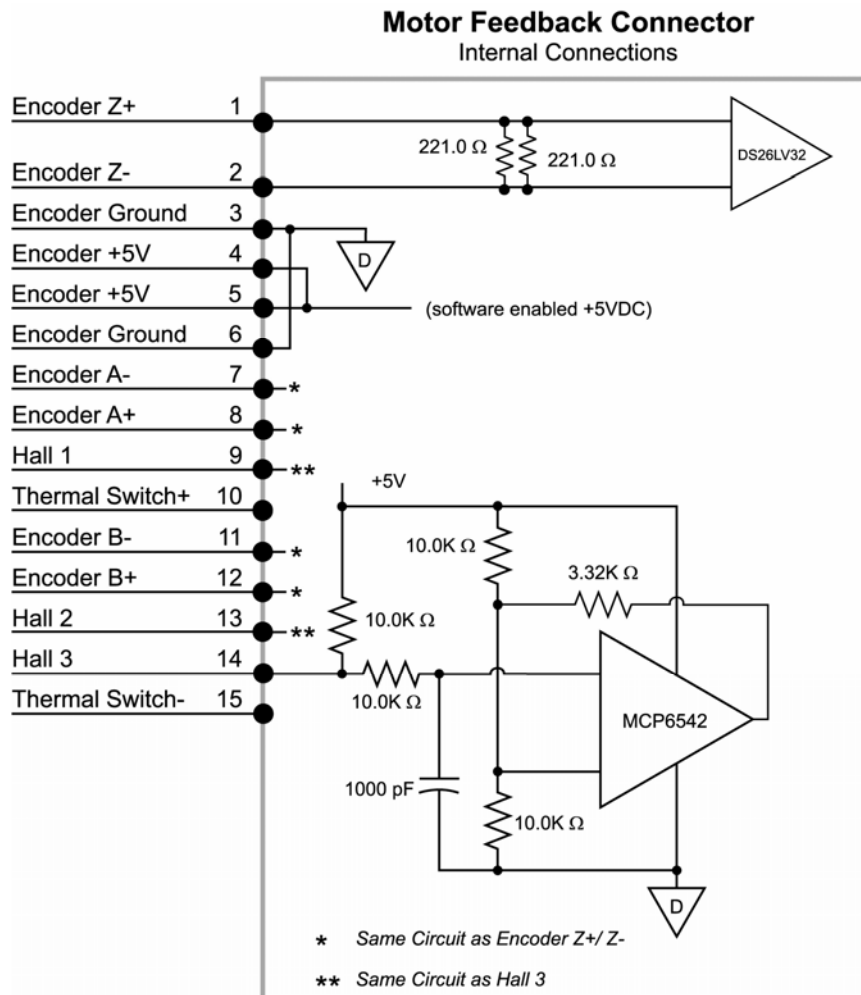 Motor Feedback Connector
Internal Connections
Encoder Z+ 1
221.0 Ω
221.0 Ω
DS26LV32
Encoder Z- 2
Encoder Ground 3
D
Encoder +5V 4
Encoder +5V 5
(software enabled +5VDC)
Encoder Ground 6
Encoder A- 7
*
Encoder A+ 8
*
Hall 1 9
**
Thermal Switch+ 10
+5V
Encoder B- 11
*
10.0K Ω
3.32K Ω
Encoder B+ 12
*
Hall 2 13
**
10.0K Ω
Hall 3 14
10.0K Ω
Thermal Switch- 15
MCP6542
1000 pF
10.0K Ω
D
* Same Circuit as Encoder Z+/ Z-
** Same Circuit as Hall 3